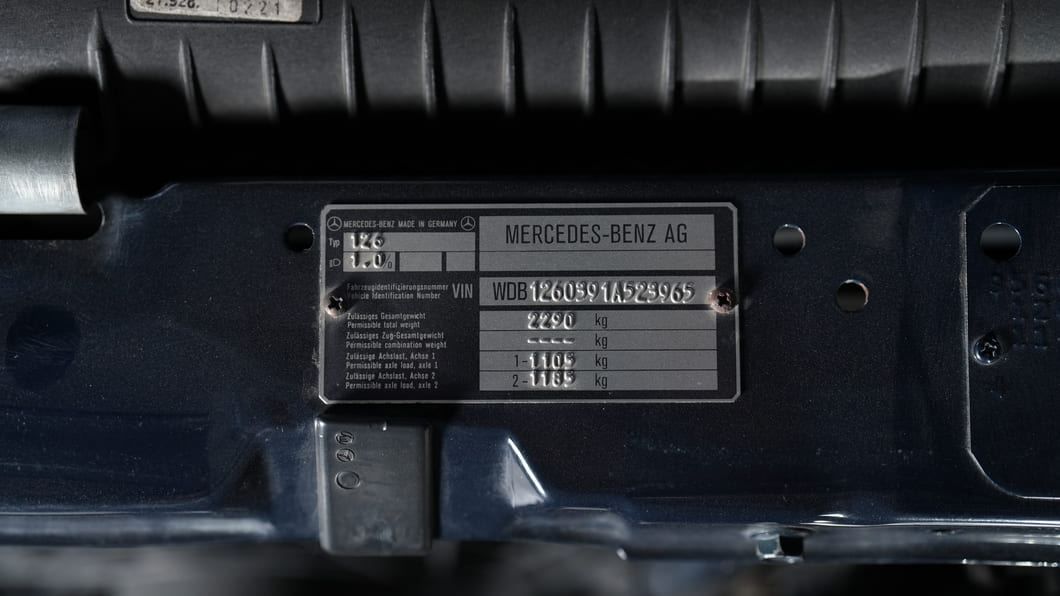 10221
MERCEDES-BENZ MADE IN GERMANY
Typ 126
1.0%
MERCEDES-BENZ AG
Fahrzeugidentifizierungsnummer
Vehicle Identification Number VIN WDB1260391A523965
Zulässiges Gesamtgewicht
Permissible total weight 2290 kg
Zulässiges Zug-Gesamtgewicht
Permissible combination weight ---- kg
Zulässige Achslast, Achse 1
Permissible axle load, axle 1 1-1105 kg
Zulässige Achslast, Achse 2
Permissible axle load, axle 2 2-1185 kg